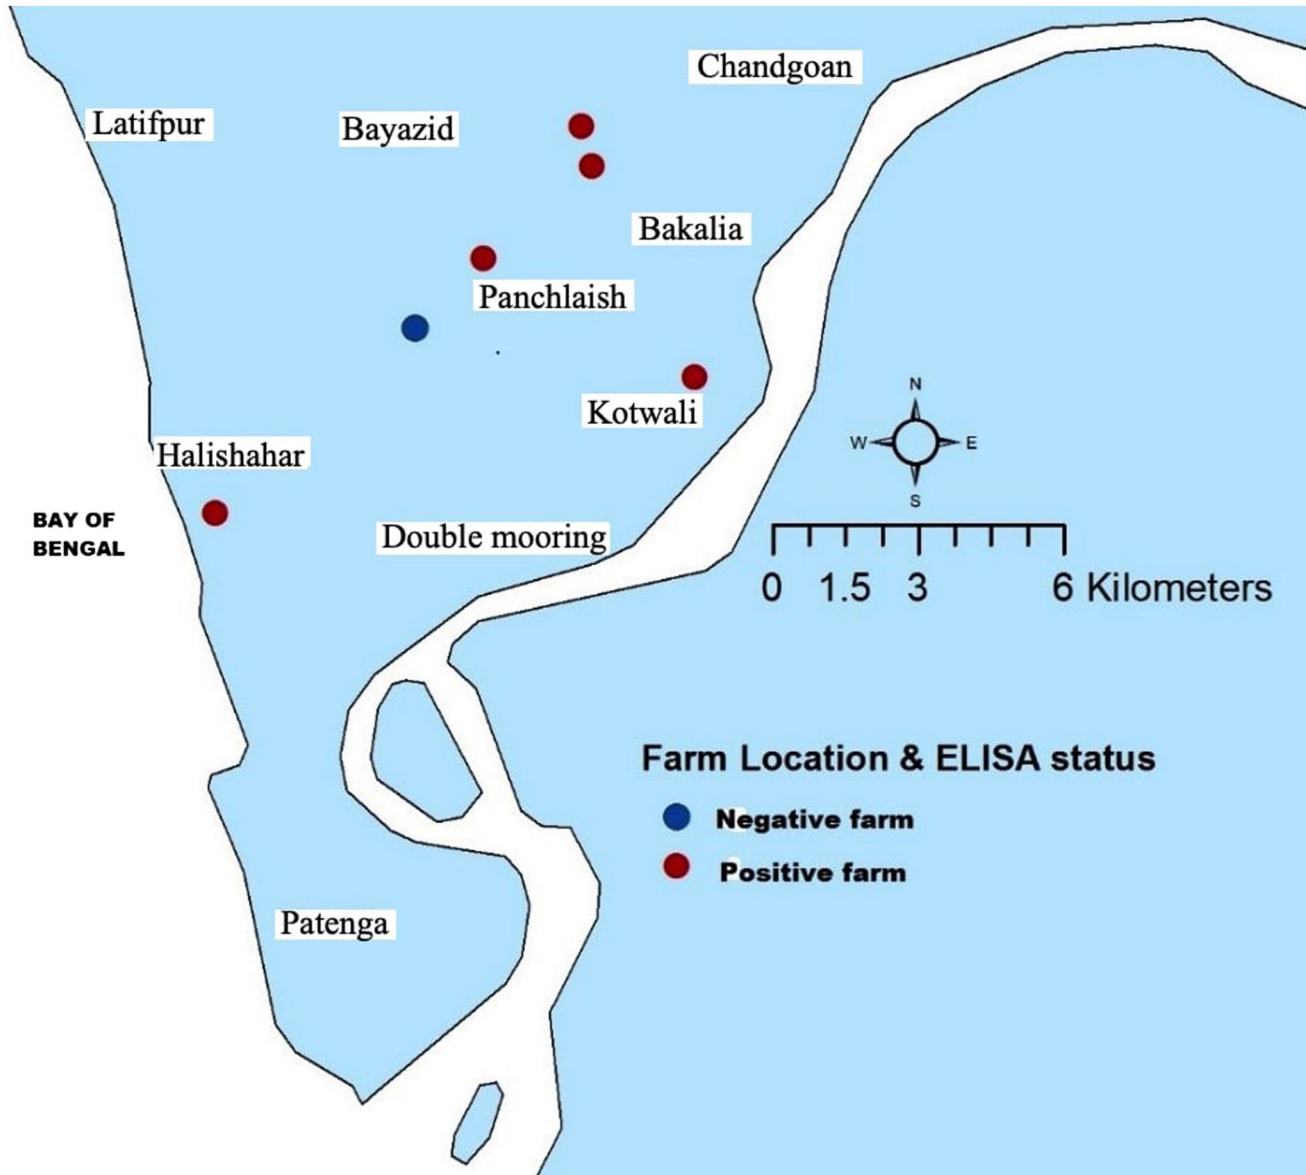 Chandgoan
Latifpur
Bayazid
Bakalia
Panchlaish
Kotwali
N
W
E
S
Halishahar
BAY OF
BENGAL
Double mooring
0 1.5 3 6 Kilometers
Farm Location & ELISA status
Negative farm
Positive farm
Patenga